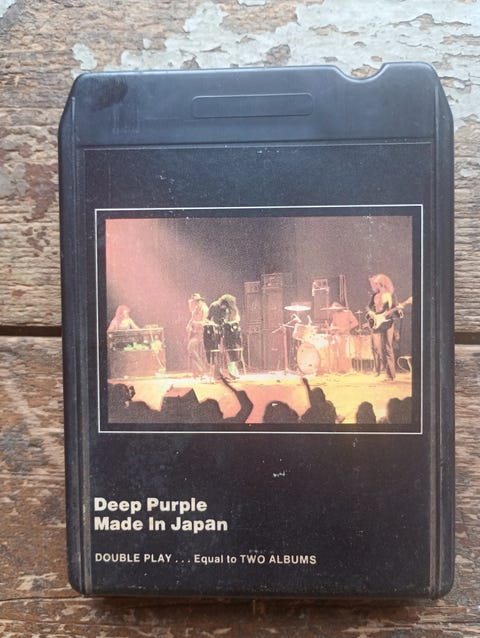 Deep Purple
Made In Japan
DOUBLE PLAY . . . Equal to TWO ALBUMS